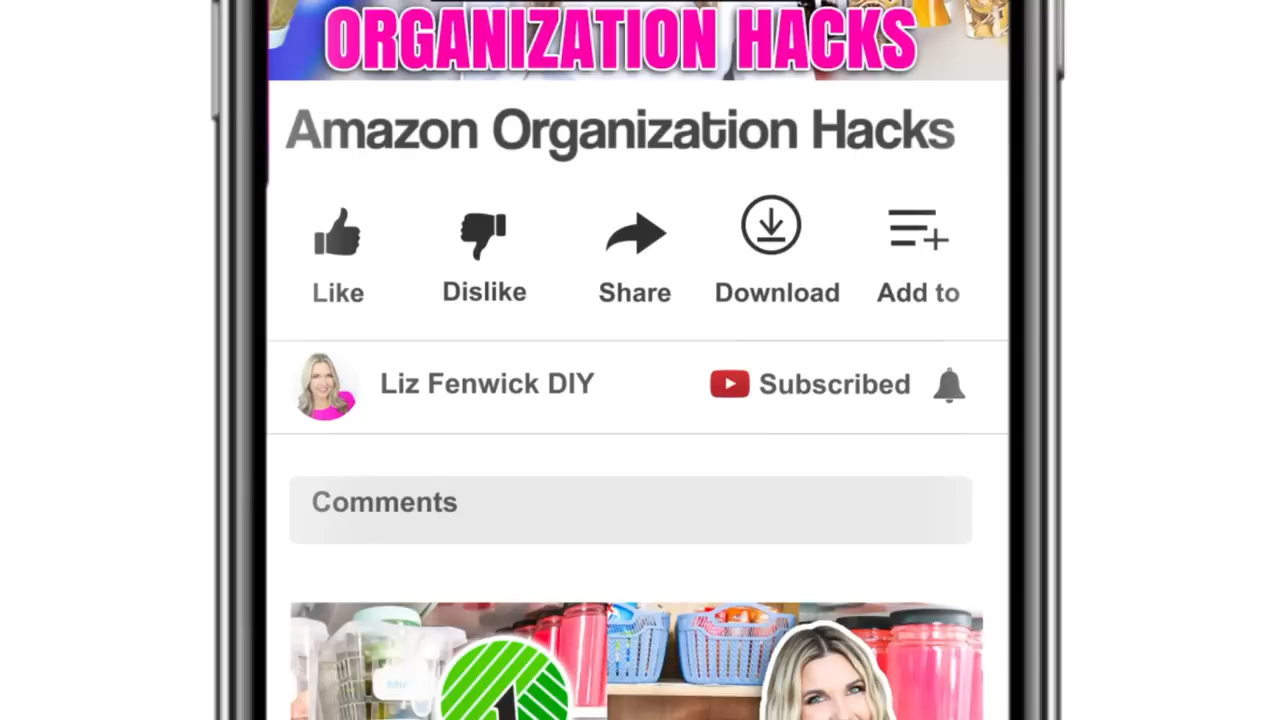 ORGANIZATION HACKS
Amazon Organization Hacks
Like Dislike Share Download Add to
Liz Fenwick DIY Subscribed
Comments